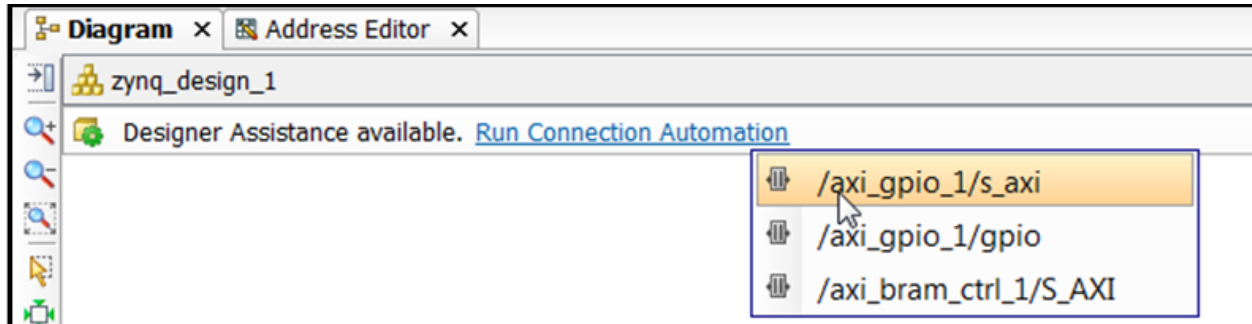 Diagram × Address Editor ×
zynq_design_1
Designer Assistance available. Run Connection Automation
/axi_gpio_1/s_axi
/axi_gpio_1/gpio
/axi_bram_ctrl_1/S_AXI